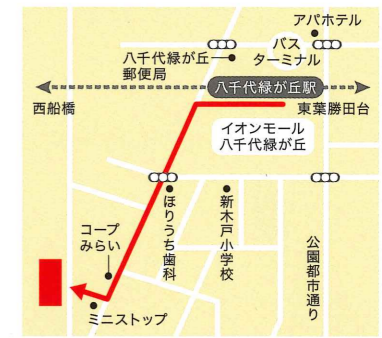 アパホテル
バス
ターミナル
八千代緑が丘
郵便局
八千代緑が丘駅
西船橋
東葉勝田台
イオンモール
八千代緑が丘
ほりうち歯科
新木戸小学校
公園都市通り
コープ
みらい
ミニストップ